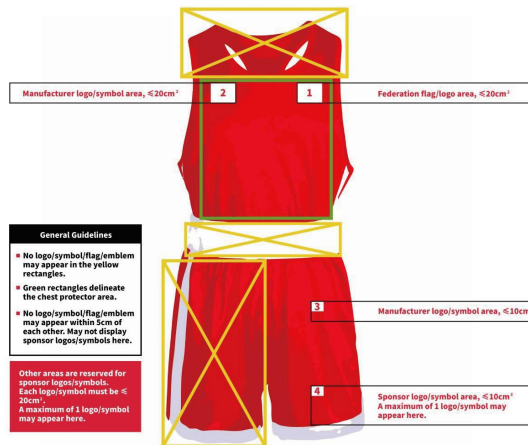 Manufacturer logo/symbol area, ≤20cm²
2
1
Federation flag/logo area, ≤20cm²
General Guidelines
▪ No logo/symbol/flag/emblem
may appear in the yellow
rectangles.
▪ Green rectangles delineate
the chest protector area.
▪ No logo/symbol/flag/emblem
may appear within 5cm of
each other. May not display
sponsor logos/symbols here.
Other areas are reserved for
sponsor logos/symbols.
Each logo/symbol must be ≤
20cm².
A maximum of 1 logo/symbol
may appear here.
3
Manufacturer logo/symbol area, ≤10cm
4
Sponsor logo/symbol area, ≤10cm²
A maximum of 1 logo/symbol may
appear here.